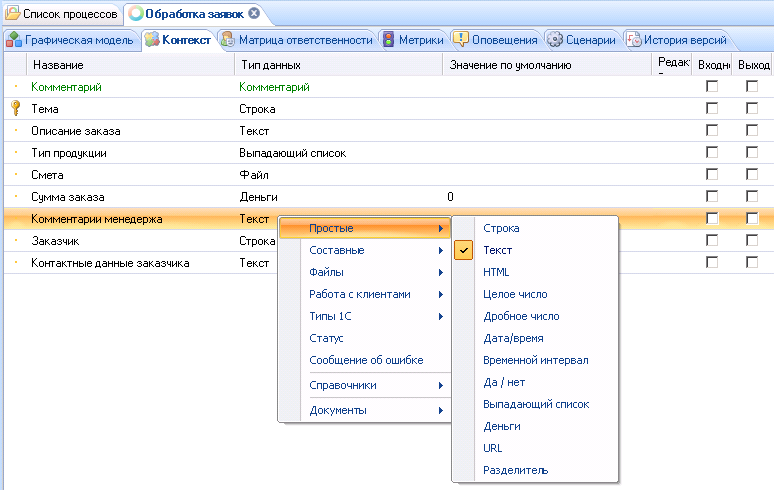 Список процессов Обработка заявок
Графическая модель Контекст Матрица ответственности Метрики Оповещения Сценарии История версий
Название Тип данных Значение по умолчанию Редак Входн Выход
Комментарий Комментарий
Тема Строка
Описание заказа Текст
Тип продукции Выпадающий список
Смета Файл
Сумма заказа Деньги 0
Комментарии менедержа Текст
Заказчик Строка
Контактные данные заказчика Текст
Простые
Составные
Файлы
Работа с клиентами
Типы 1С
Статус
Сообщение об ошибке
Справочники
Документы
Строка
Текст
HTML
Целое число
Дробное число
Дата/время
Временной интервал
Да / нет
Выпадающий список
Деньги
URL
Разделитель